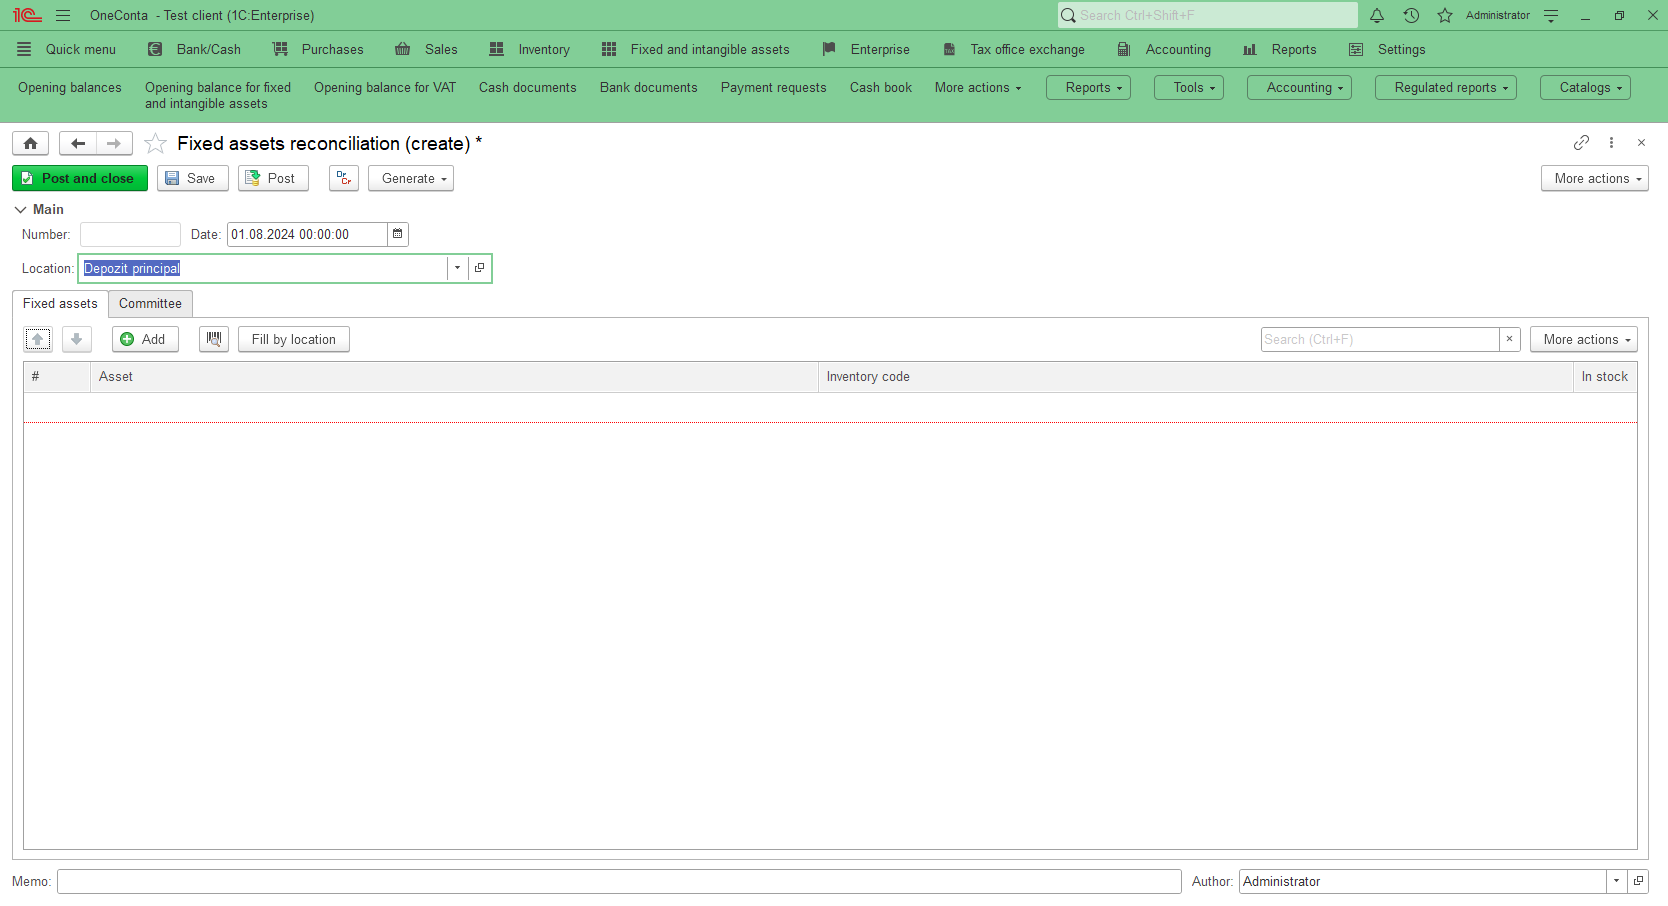 OneConta - Test client (1C:Enterprise)
Search Ctrl+Shift+F
Administrator
Quick menu
Bank/Cash
Purchases
Sales
Inventory
Fixed and intangible assets
Enterprise
Tax office exchange
Accounting
Reports
Settings
Opening balances
Opening balance for fixed
and intangible assets
Opening balance for VAT
Cash documents
Bank documents
Payment requests
Cash book
More actions
Reports
Tools
Accounting
Regulated reports
Catalogs
Fixed assets reconciliation (create) *
Post and close
Save
Post
Dr
Cr
Generate
More actions
Main
Number:
Date: 01.08.2024 00:00:00
Location: Depozit principal
Fixed assets
Committee
Add
Fill by location
Search (Ctrl+F)
×
More actions
# Asset Inventory code In stock
Memo:
Author: Administrator